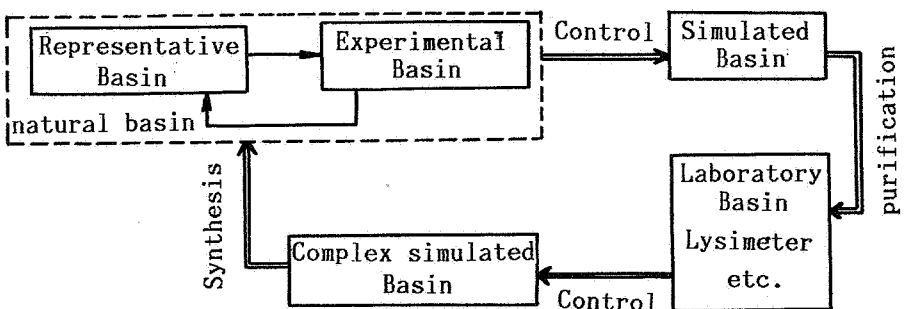 Representative
Basin
Experimental
Basin
natural basin
Control
Simulated
Basin
purification
Laboratory
Basin
Lysimeter
etc.
Control
Complex simulated
Basin
Synthesis